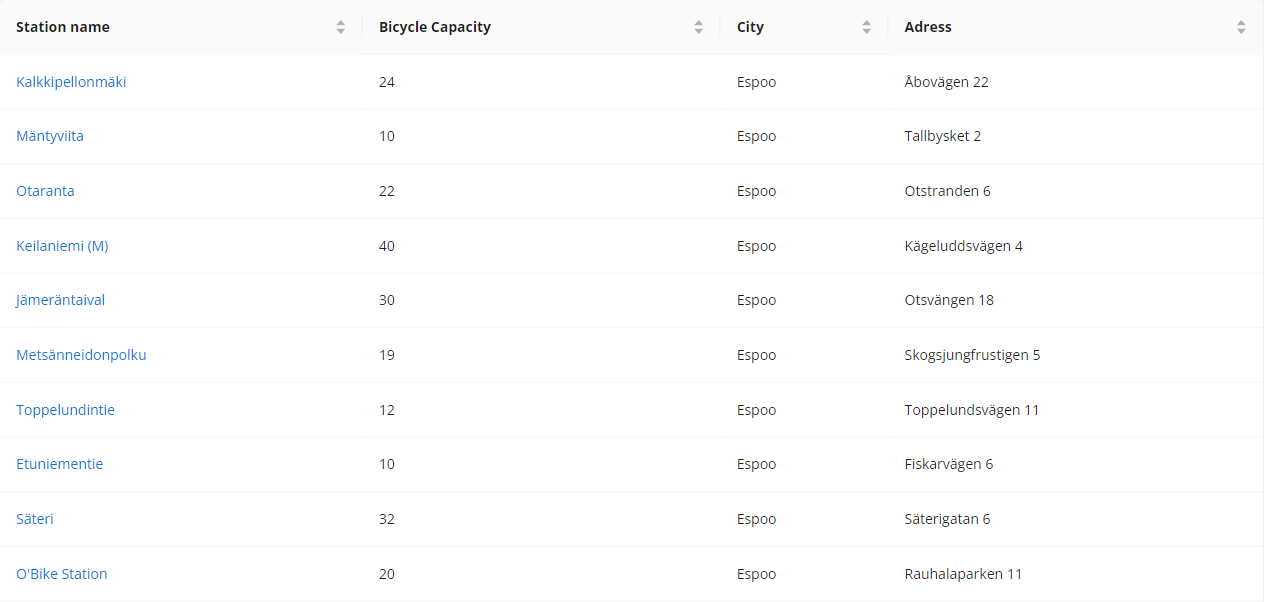 Station name Bicycle Capacity City Adress
Kalkkipellonmäki 24 Espoo Åbovägen 22
Mäntyviita 10 Espoo Tallbysket 2
Otaranta 22 Espoo Otstranden 6
Keilaniemi (M) 40 Espoo Kägeluddsvägen 4
Jämeräntaival 30 Espoo Otsvängen 18
Metsänneidonpolku 19 Espoo Skogsjungfrustigen 5
Toppelundintie 12 Espoo Toppelundsvägen 11
Etuniementie 10 Espoo Fiskarvägen 6
Säteri 32 Espoo Säterigatan 6
O'Bike Station 20 Espoo Rauhalaparken 11